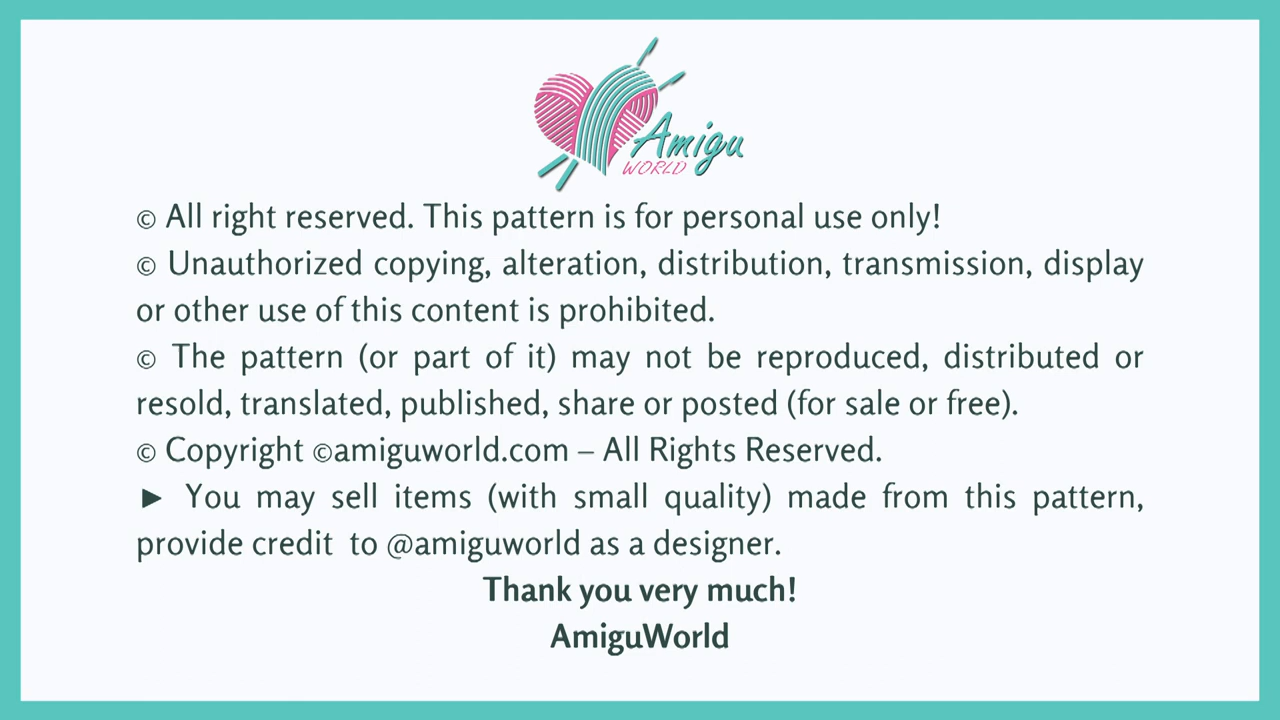 Amigu
WORLD
© All right reserved. This pattern is for personal use only!
© Unauthorized copying, alteration, distribution, transmission, display
or other use of this content is prohibited.
© The pattern (or part of it) may not be reproduced, distributed or
resold, translated, published, share or posted (for sale or free).
© Copyright ©amiguworld.com – All Rights Reserved.
► You may sell items (with small quality) made from this pattern,
provide credit  to @amiguworld as a designer.
Thank you very much!
AmiguWorld